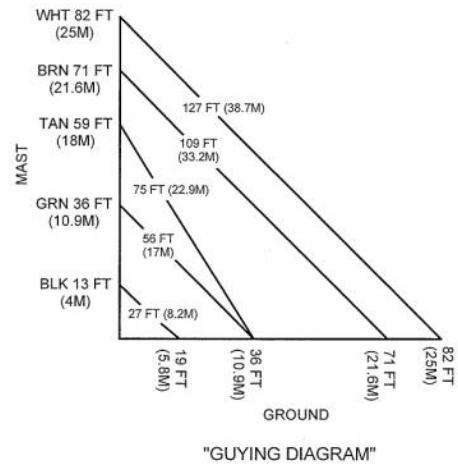 WHT 82 FT
(25M)
BRN 71 FT
(21.6M)
TAN 59 FT
(18M)
GRN 36 FT
(10.9M)
BLK 13 FT
(4M)
MAST
127 FT (38.7M)
109 FT
(33.2M)
75 FT (22.9M)
56 FT
(17M)
27 FT (8.2M)
19 FT
(5.8M)
36 FT
(10.9M)
71 FT
(21.6M)
82 FT
(25M)
GROUND
"GUYING DIAGRAM"